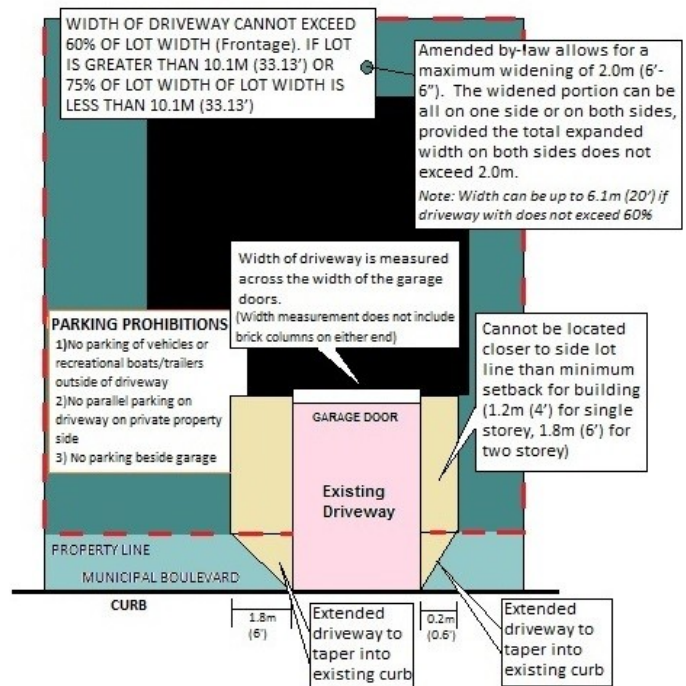 WIDTH OF DRIVEWAY CANNOT EXCEED
60% OF LOT WIDTH (Frontage). IF LOT
IS GREATER THAN 10.1M (33.13') OR
75% OF LOT WIDTH OF LOT WIDTH IS
LESS THAN 10.1M (33.13')
Amended by-law allows for a
maximum widening of 2.0m (6'-
6"). The widened portion can be
all on one side or on both sides,
provided the total expanded
width on both sides does not
exceed 2.0m.
Note: Width can be up to 6.1m (20') if
driveway with does not exceed 60%
Width of driveway is measured
across the width of the garage
doors.
(Width measurement does not include
brick columns on either end)
PARKING PROHIBITIONS
1)No parking of vehicles or
recreational boats/trailers
outside of driveway
2)No parallel parking on
driveway on private property
side
3) No parking beside garage
Cannot be located
closer to side lot
line than minimum
setback for building
(1.2m (4') for single
storey, 1.8m (6') for
two storey)
GARAGE DOOR
Existing
Driveway
PROPERTY LINE
MUNICIPAL BOULEVARD
CURB
1.8m
(6')
Extended
driveway to
taper into
existing curb
0.2m
(0.6')
Extended
driveway to
taper into
existing curb